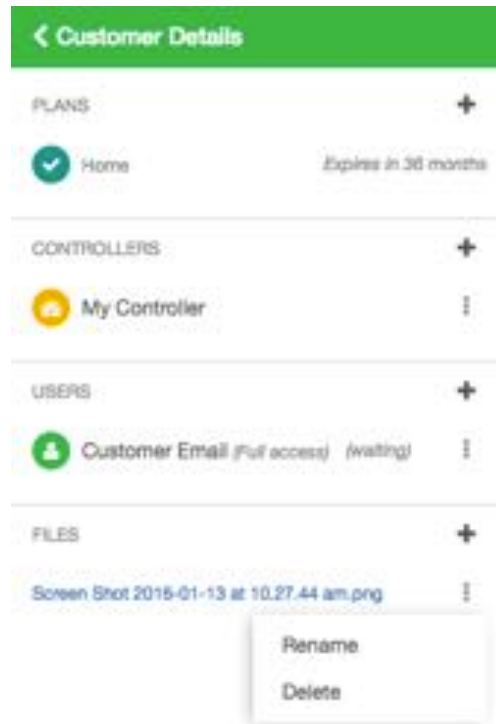 Customer Details
PLANS
Home Expires in 36 months
CONTROLLERS
My Controller
USERS
Customer Email (Full access) (waiting)
FILES
Screen Shot 2016-01-13 at 10.27.44 am.png
Rename
Delete